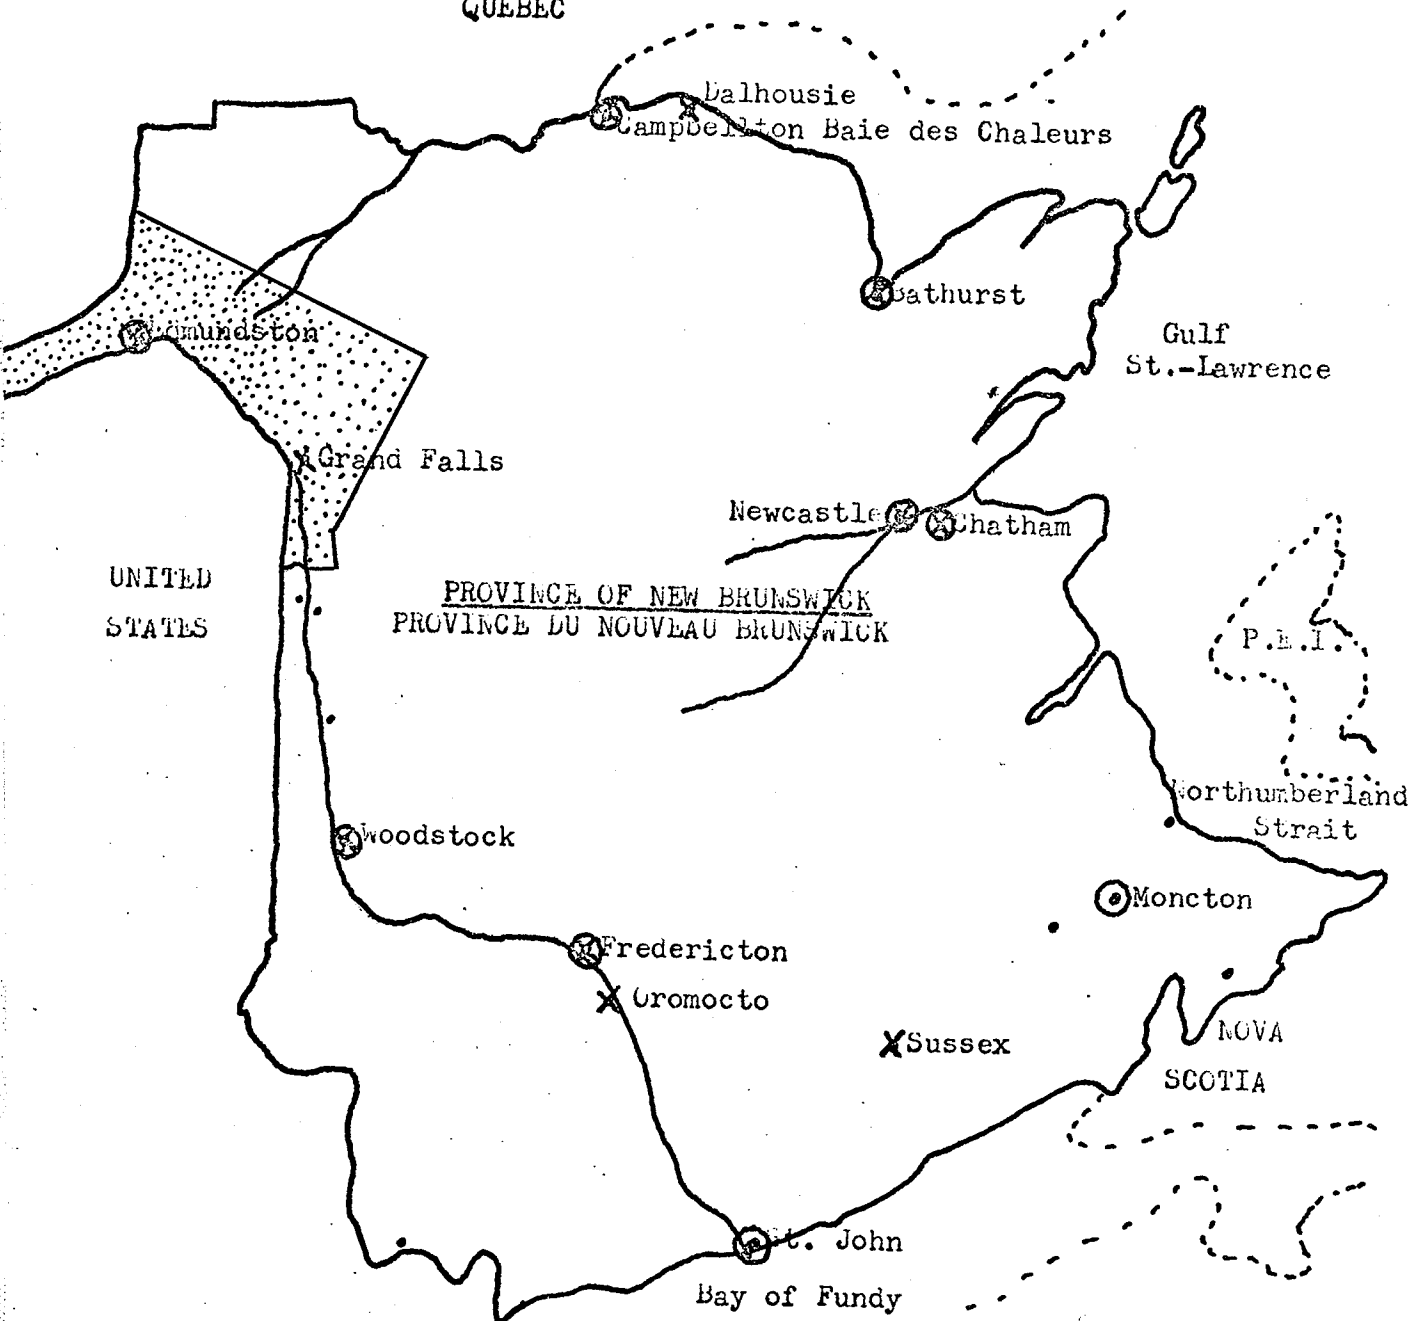 QUEBEC
Dalhousie
Campbellton Baie des Chaleurs
Bathurst
Gulf
St.-Lawrence
Edmundston
Grand Falls
Newcastle
Chatham
UNITED
STATES
PROVINCE OF NEW BRUNSWICK
PROVINCE DU NOUVEAU BRUNSWICK
P.E.I.
Northumberland
Strait
Woodstock
Moncton
Fredericton
Oromocto
Sussex
NOVA
SCOTIA
St. John
Bay of Fundy